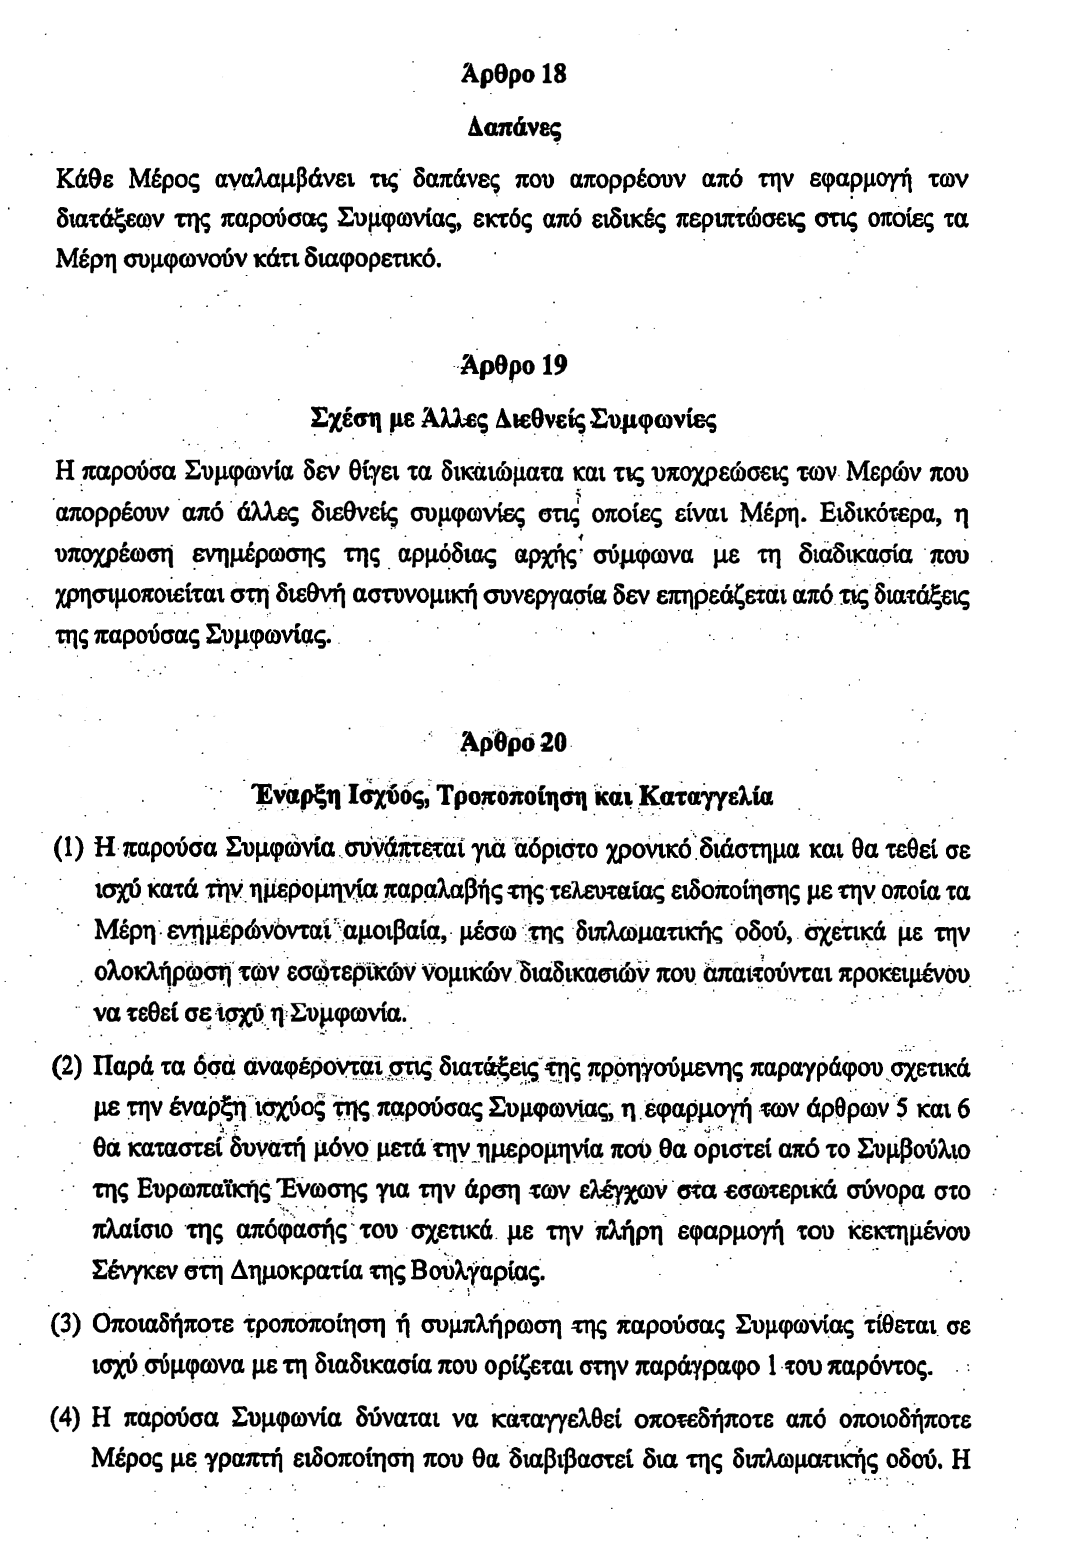 Άρθρο 18
Δαπάνες
Κάθε Μέρος αναλαμβάνει τις δαπάνες που απορρέουν από την εφαρμογή των
διατάξεων της παρούσας Συμφωνίας, εκτός από ειδικές περιπτώσεις στις οποίες τα
Μέρη συμφωνούν κάτι διαφορετικό.
Άρθρο 19
Σχέση με Άλλες Διεθνείς Συμφωνίες
Η παρούσα Συμφωνία δεν θίγει τα δικαιώματα και τις υποχρεώσεις των Μερών που
απορρέουν από άλλες διεθνείς συμφωνίες στις οποίες είναι Μέρη. Ειδικότερα, η
υποχρέωση ενημέρωσης της αρμόδιας αρχής σύμφωνα με τη διαδικασία που
χρησιμοποιείται στη διεθνή αστυνομική συνεργασία δεν επηρεάζεται από τις διατάξεις
της παρούσας Συμφωνίας.
Άρθρο 20
Έναρξη Ισχύος, Τροποποίηση και Καταγγελία
(1) Η παρούσα Συμφωνία συνάπτεται για αόριστο χρονικό διάστημα και θα τεθεί σε
ισχύ κατά την ημερομηνία παραλαβής της τελευταίας ειδοποίησης με την οποία τα
Μέρη ενημερώνονται αμοιβαία, μέσω της διπλωματικής οδού, σχετικά με την
ολοκλήρωση των εσωτερικών νομικών διαδικασιών που απαιτούνται προκειμένου
να τεθεί σε ισχύ η Συμφωνία.
(2) Παρά τα όσα αναφέρονται στις διατάξεις της προηγούμενης παραγράφου σχετικά
με την έναρξη ισχύος της παρούσας Συμφωνίας, η εφαρμογή των άρθρων 5 και 6
θα καταστεί δυνατή μόνο μετά την ημερομηνία που θα οριστεί από το Συμβούλιο
της Ευρωπαϊκής Ένωσης για την άρση των ελέγχων στα εσωτερικά σύνορα στο
πλαίσιο της απόφασής του σχετικά με την πλήρη εφαρμογή του κεκτημένου
Σένγκεν στη Δημοκρατία της Βουλγαρίας.
(3) Οποιαδήποτε τροποποίηση ή συμπλήρωση της παρούσας Συμφωνίας τίθεται σε
ισχύ σύμφωνα με τη διαδικασία που ορίζεται στην παράγραφο 1 του παρόντος.
(4) Η παρούσα Συμφωνία δύναται να καταγγελθεί οποτεδήποτε από οποιοδήποτε
Μέρος με γραπτή ειδοποίηση που θα διαβιβαστεί δια της διπλωματικής οδού. Η